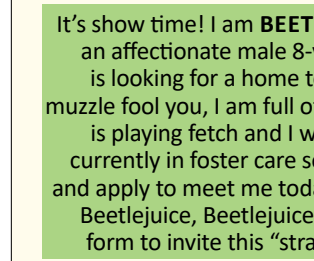 It's show time! I am BEET
an affectionate male 8-
is looking for a home t
muzzle fool you, I am full o
is playing fetch and I w
currently in foster care s
and apply to meet me toda
Beetlejuice, Beetlejuice
form to invite this “stra